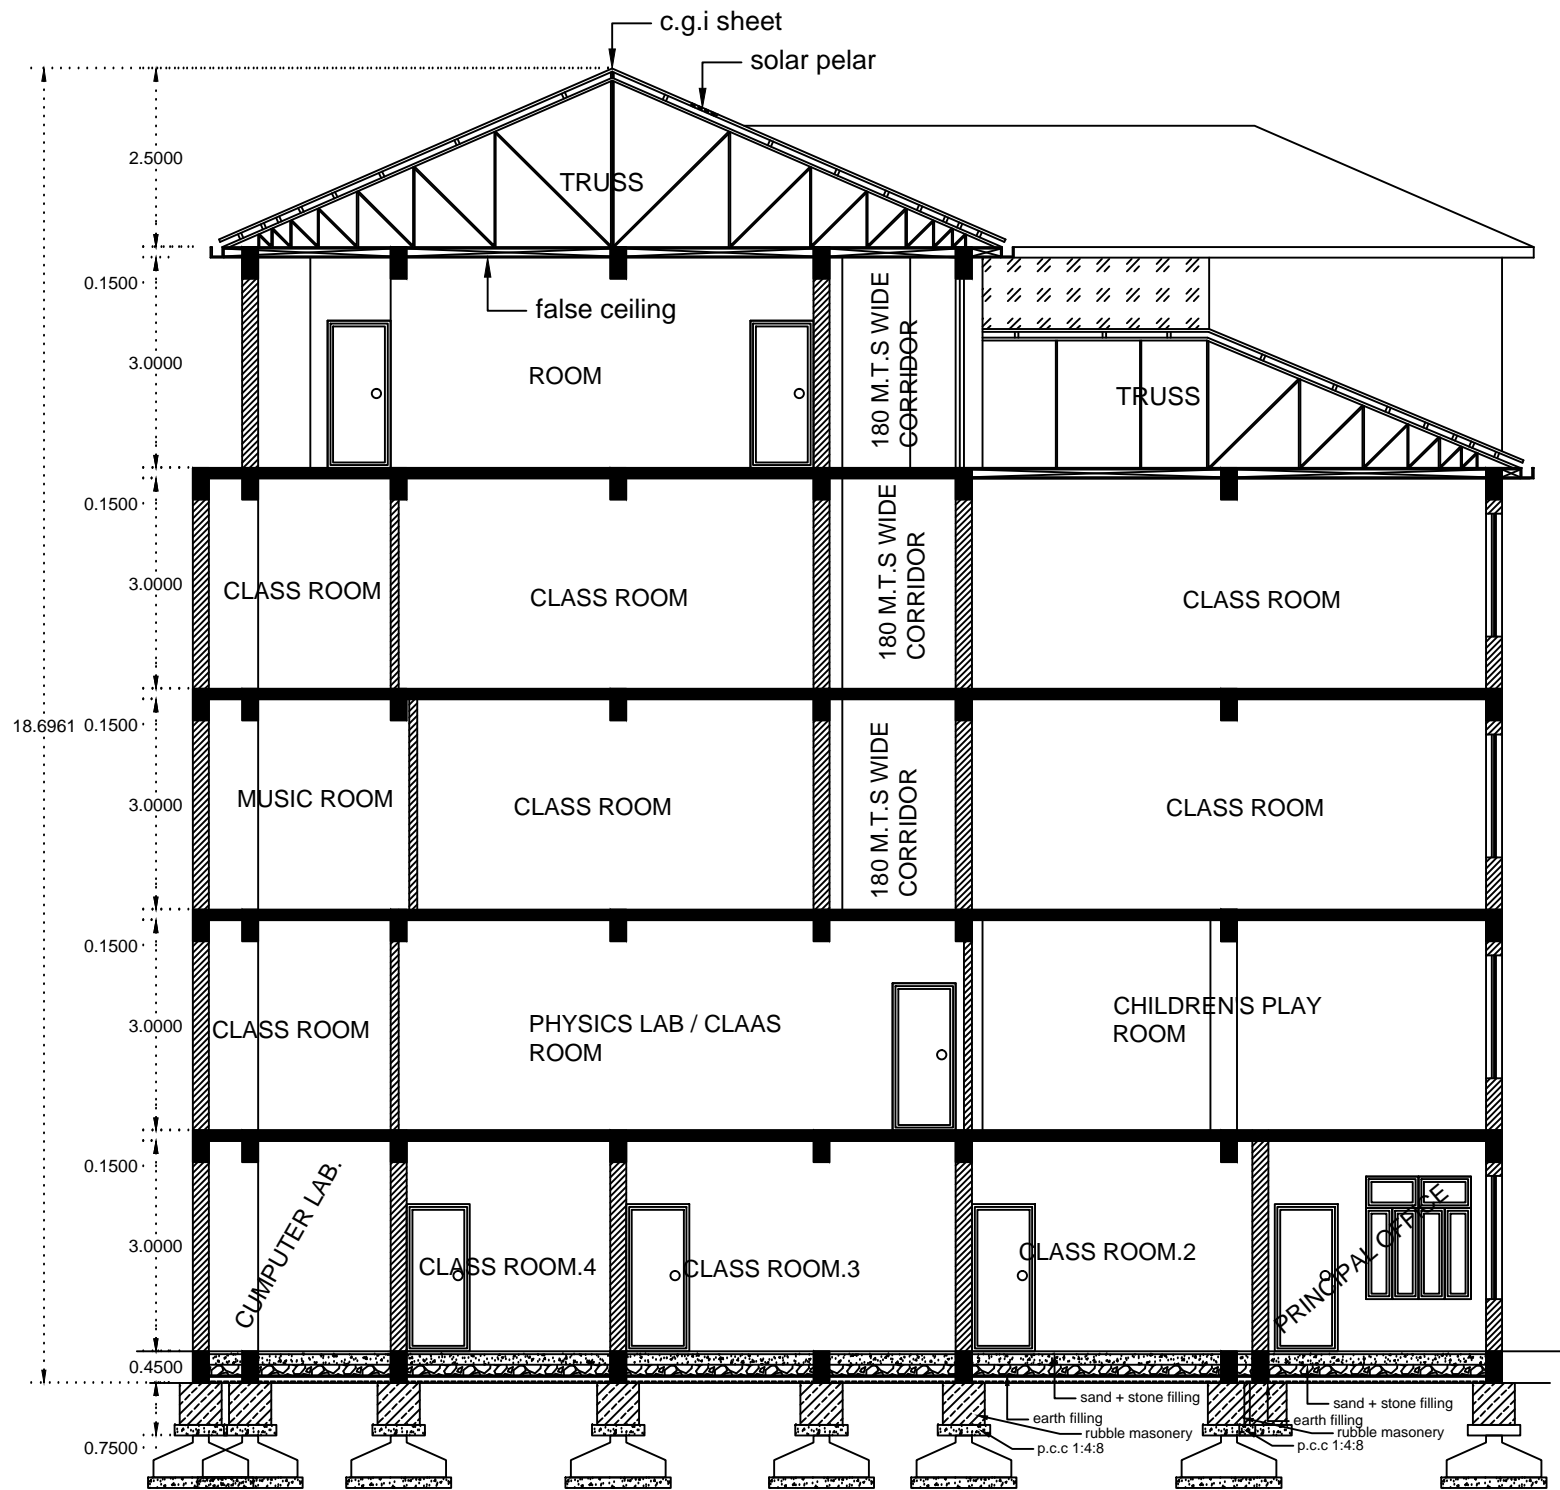 c.g.i sheet
solar pelar
2.5000
TRUSS
0.1500
false ceiling
3.0000
ROOM
180 M.T.S WIDE
CORRIDOR
TRUSS
0.1500
3.0000
CLASS ROOM
CLASS ROOM
180 M.T.S WIDE
CORRIDOR
CLASS ROOM
18.6961
0.1500
3.0000
MUSIC ROOM
CLASS ROOM
180 M.T.S WIDE
CORRIDOR
CLASS ROOM
0.1500
3.0000
CLASS ROOM
PHYSICS LAB / CLAAS
ROOM
CHILDREN'S PLAY
ROOM
0.1500
3.0000
CUMPUTER LAB.
CLASS ROOM.4
CLASS ROOM.3
CLASS ROOM.2
PRINCIPAL OFFICE
0.4500
sand + stone filling
earth filling
rubble masonery
p.c.c 1:4:8
sand + stone filling
earth filling
rubble masonery
p.c.c 1:4:8
0.7500